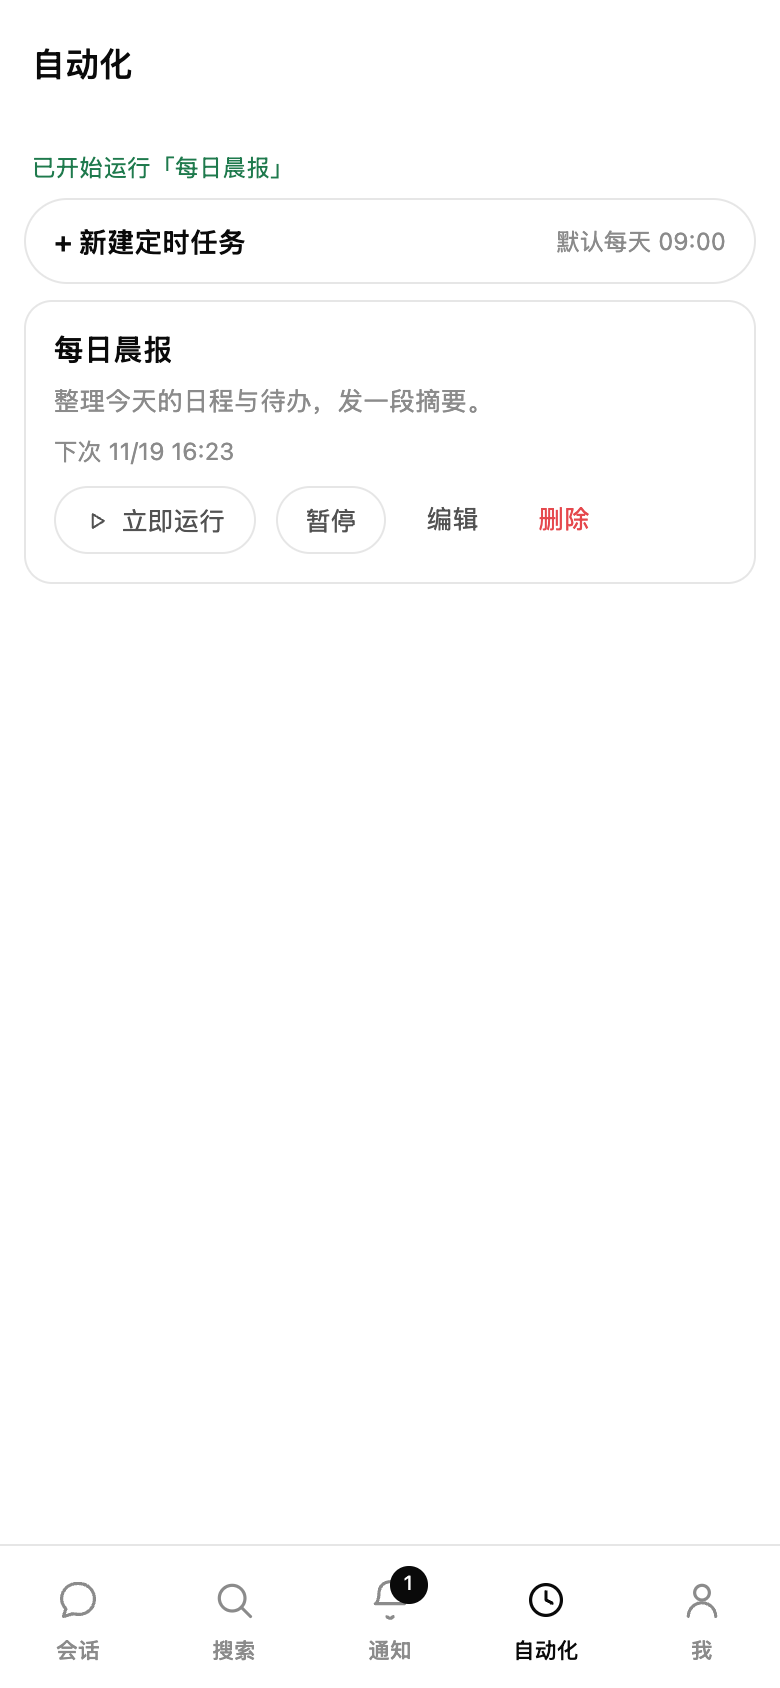 自动化
已开始运行「每日晨报」
+ 新建定时任务 默认每天 09:00
每日晨报
整理今天的日程与待办，发一段摘要。
下次 11/19 16:23
立即运行 暂停 编辑 删除
1
会话 搜索 通知 自动化 我